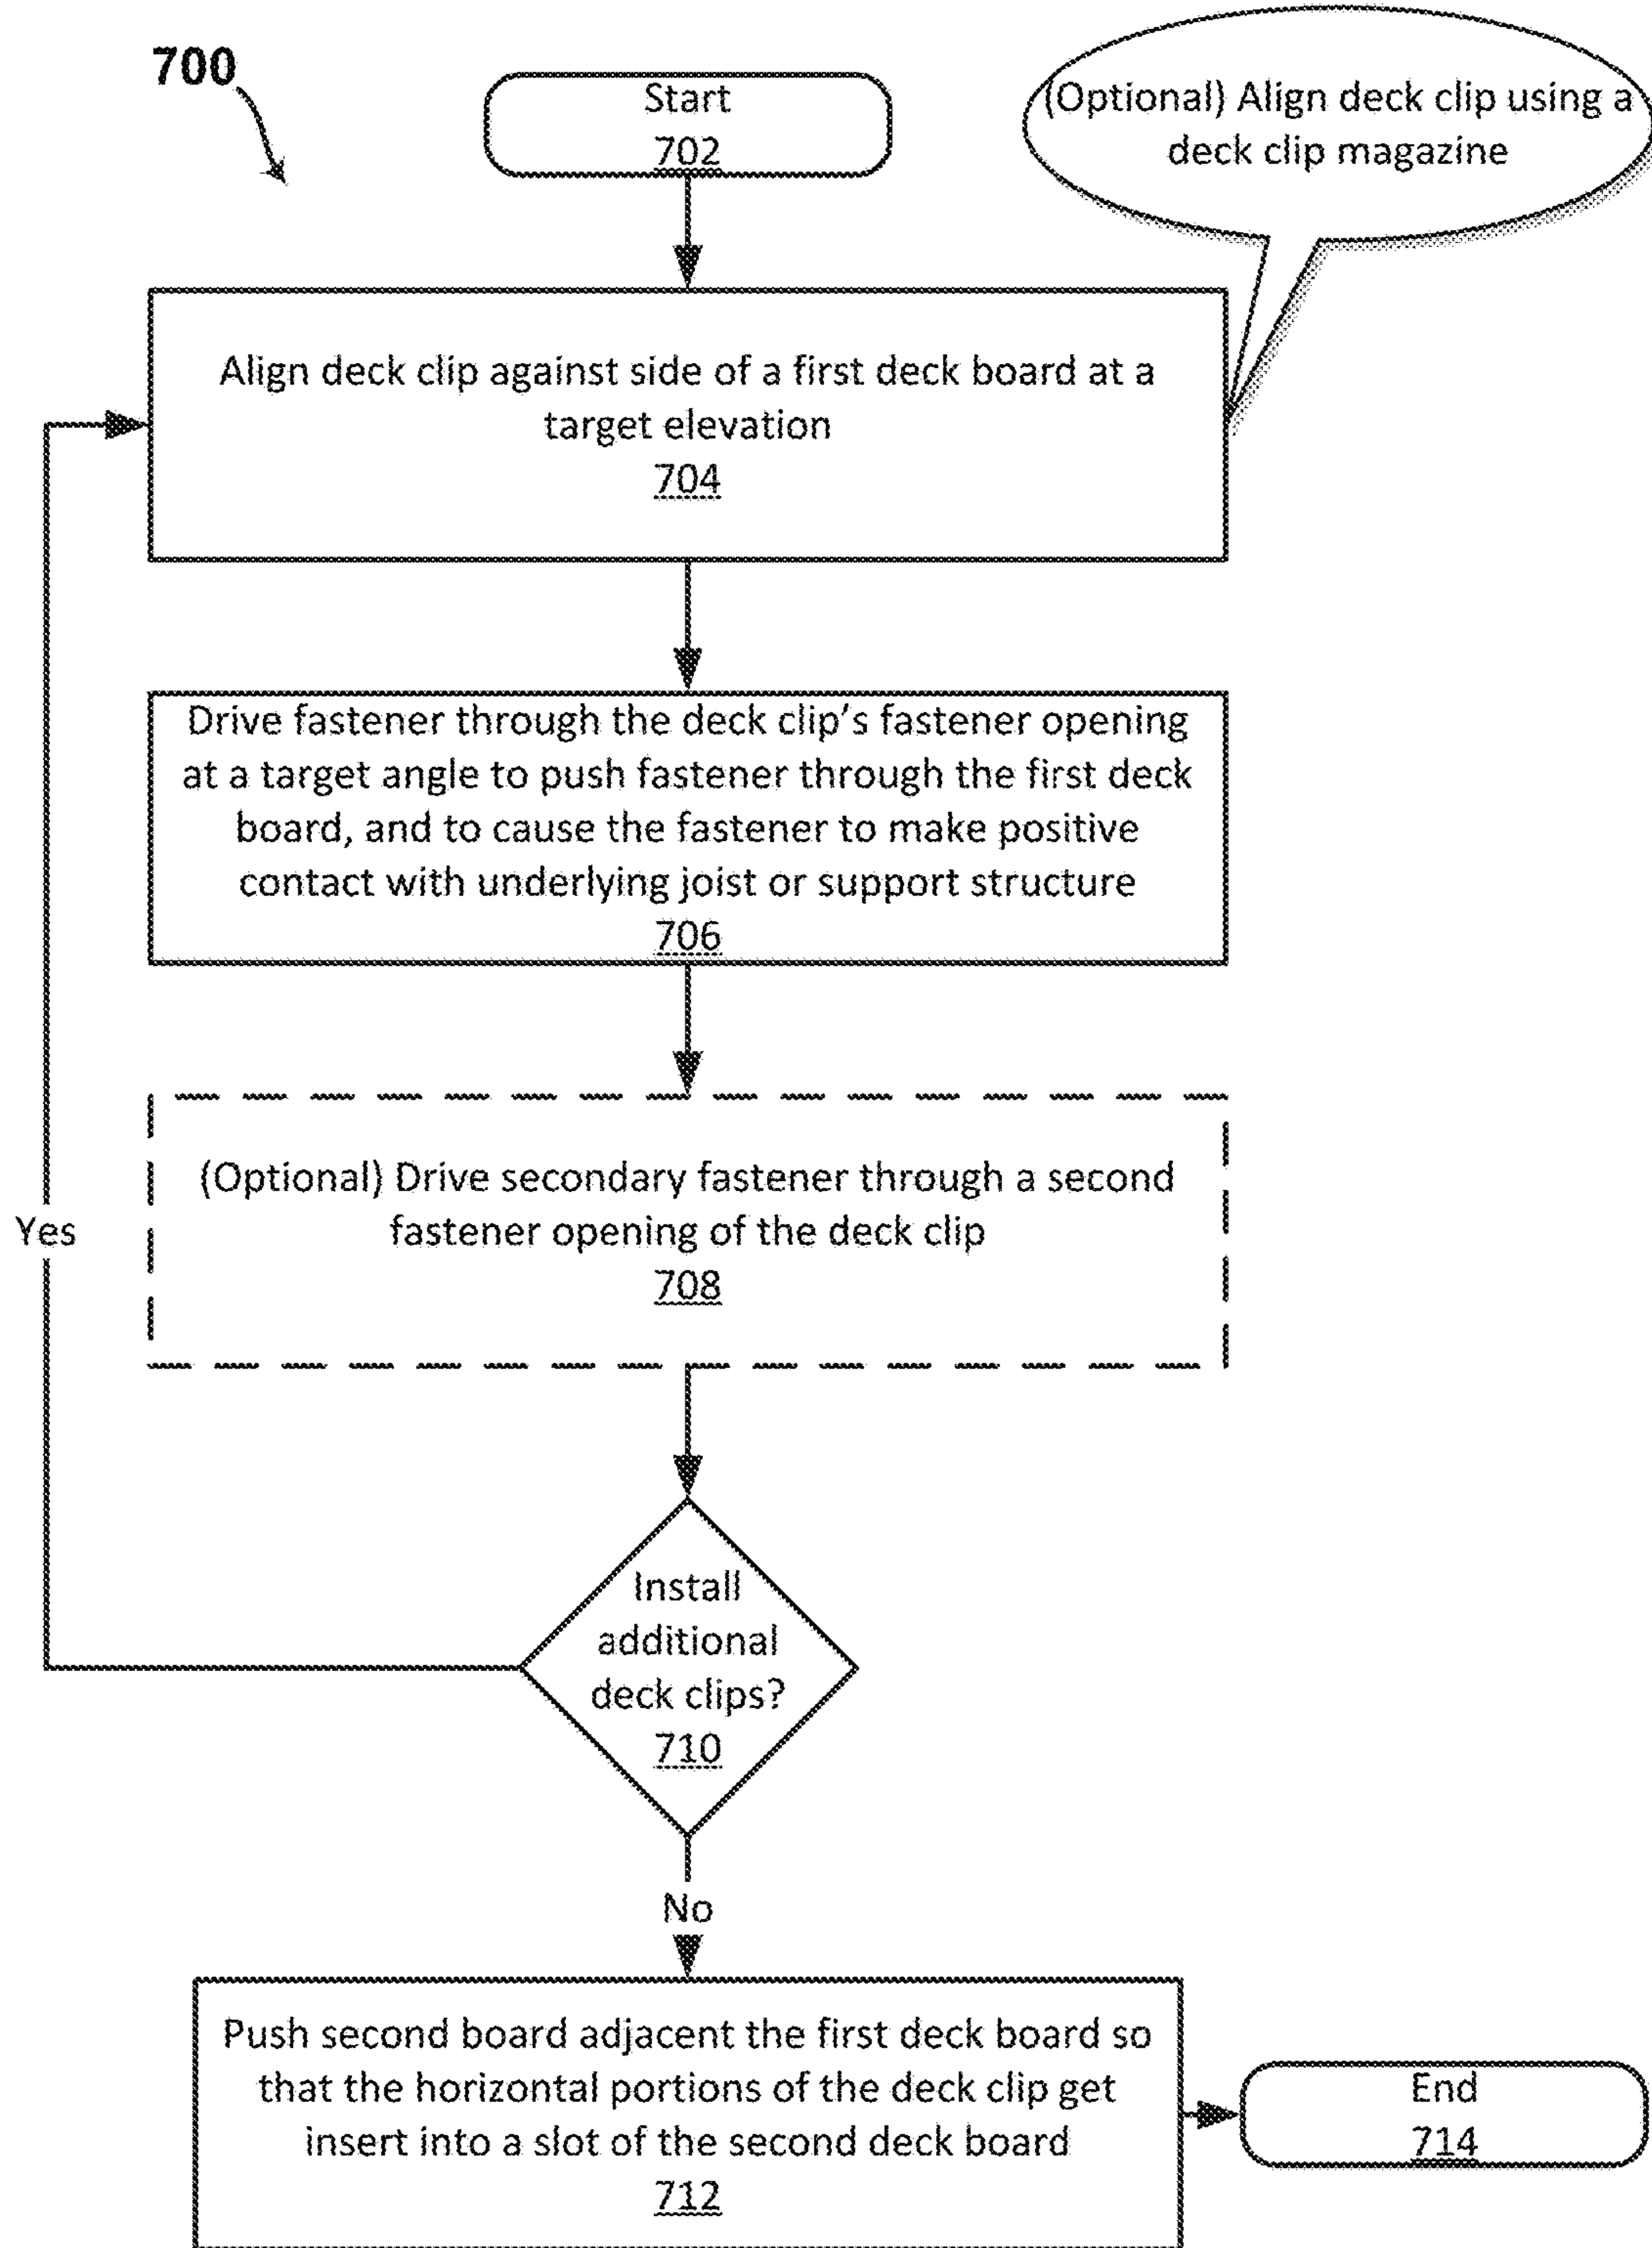 700
Start
702
(Optional) Align deck clip using a
deck clip magazine
Align deck clip against side of a first deck board at a
target elevation
704
Drive fastener through the deck clip's fastener opening
at a target angle to push fastener through the first deck
board, and to cause the fastener to make positive
contact with underlying joist or support structure
706
(Optional) Drive secondary fastener through a second
fastener opening of the deck clip
708
Yes
Install
additional
deck clips?
710
No
Push second board adjacent the first deck board so
that the horizontal portions of the deck clip get
insert into a slot of the second deck board
712
End
714